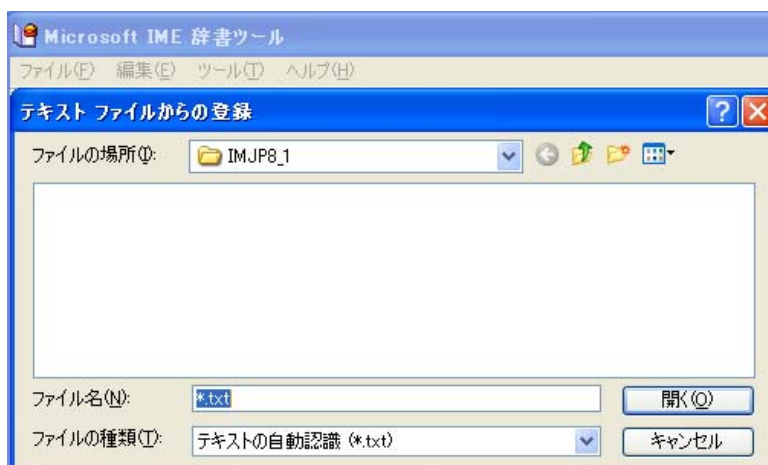 Microsoft IME 辞書ツール
ファイル(F) 編集(E) ツール(T) ヘルプ(H)
テキスト ファイルからの登録
ファイルの場所(I): IMJP8_1
ファイル名(N): *.txt 開く(O)
ファイルの種類(T): テキストの自動認識 (*.txt) キャンセル